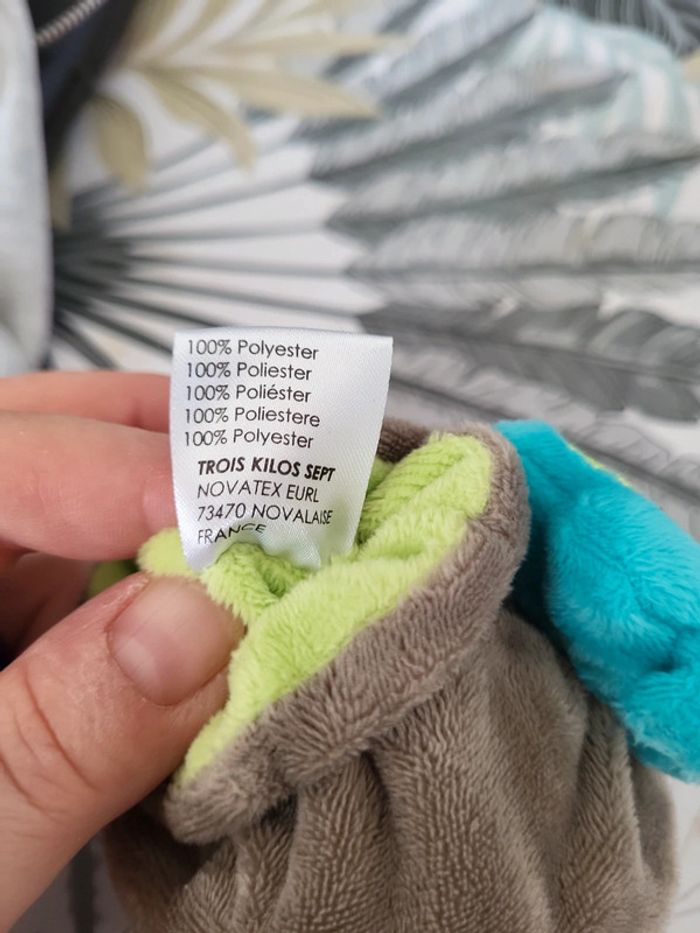 100% Polyester
100% Poliester
100% Poliéster
100% Poliestere
100% Polyester
TROIS KILOS SEPT
NOVATEX EURL
73470 NOVALAISE
FRANCE